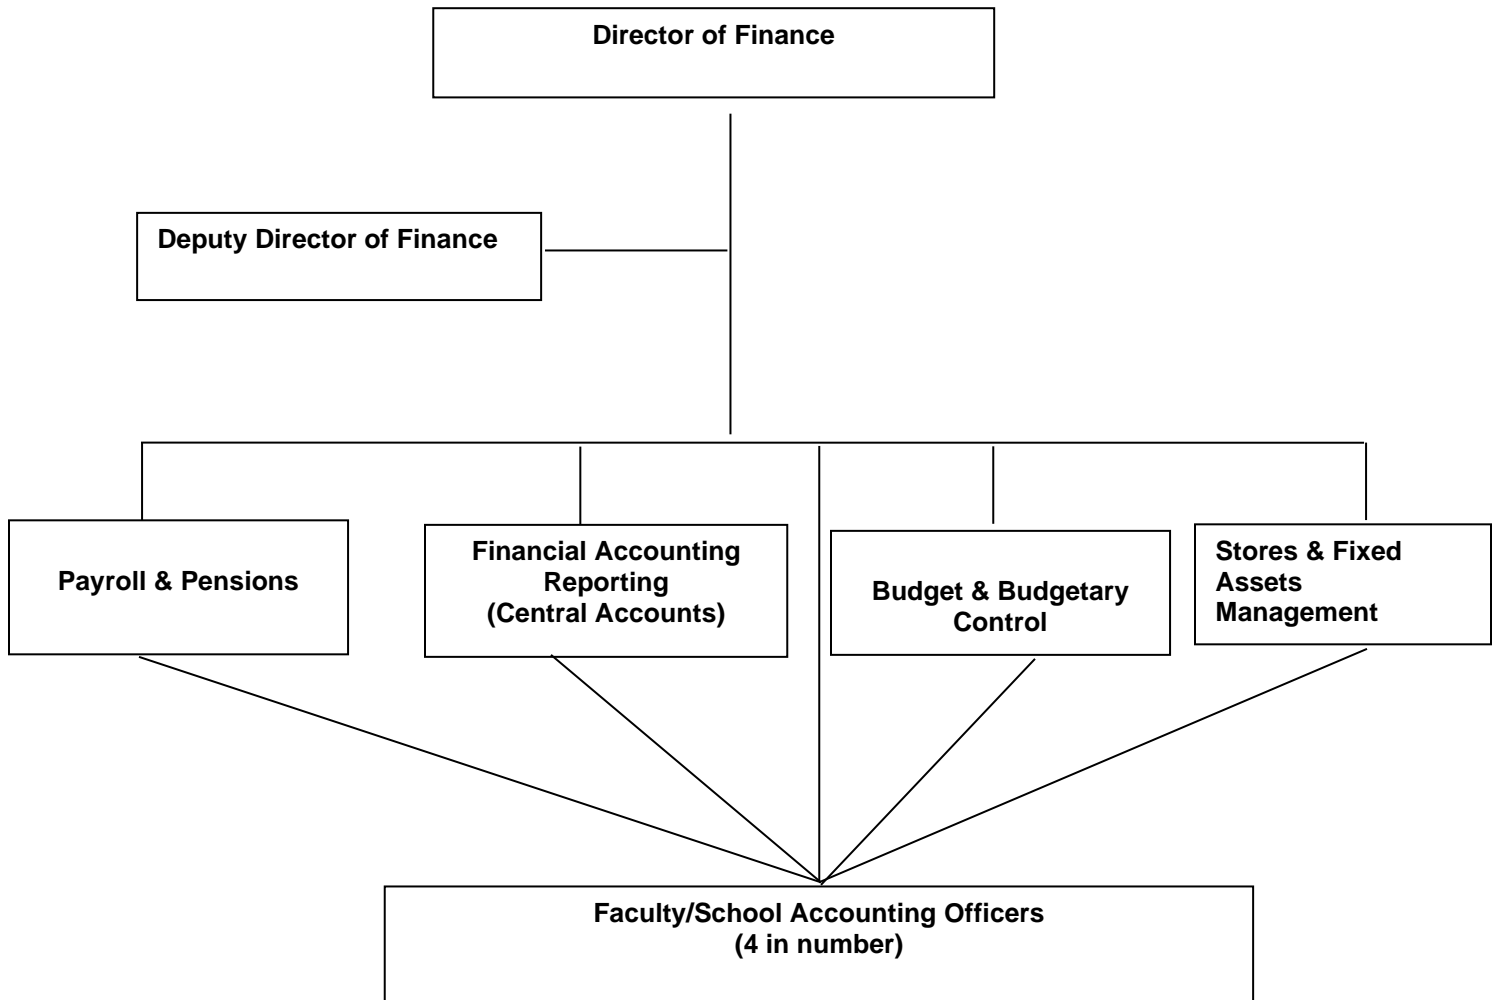 Director of Finance
Deputy Director of Finance
Payroll & Pensions
Financial Accounting
Reporting
(Central Accounts)
Budget & Budgetary
Control
Stores & Fixed
Assets
Management
Faculty/School Accounting Officers
(4 in number)